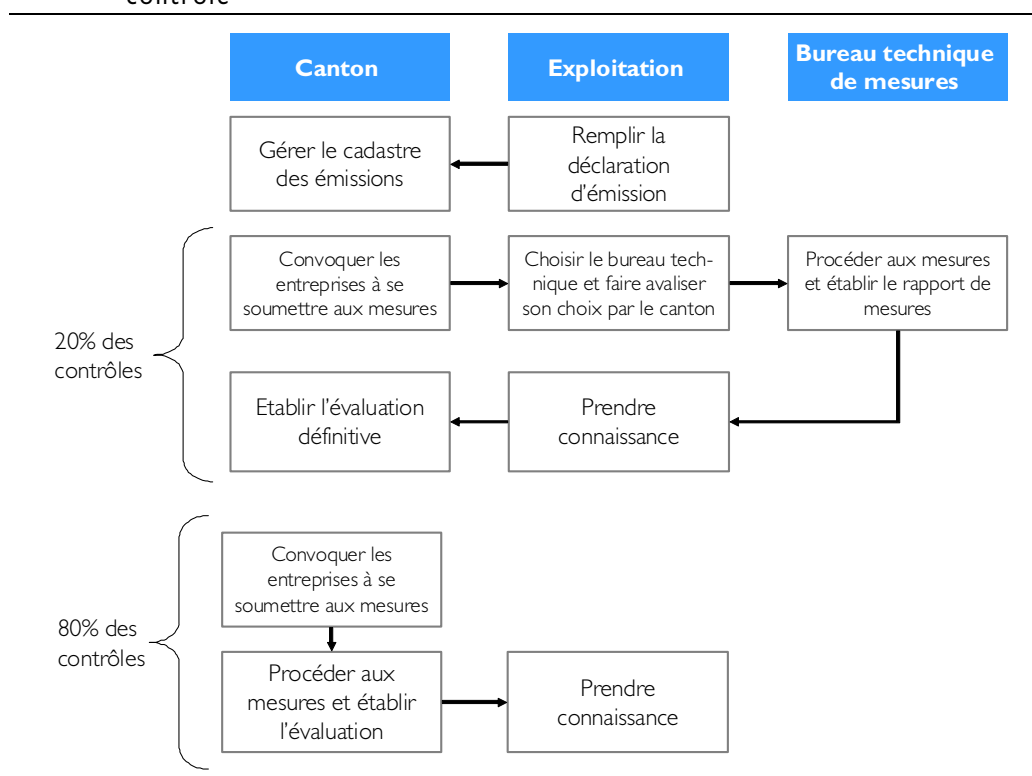 contrôle
Canton
Exploitation
Bureau technique
de mesures
Gérer le cadastre
des émissions
Remplir la
déclaration
d'émission
20% des
contrôles
Convoquer les
entreprises à se
soumettre aux mesures
Choisir le bureau tech-
nique et faire avaliser
son choix par le canton
Procéder aux mesures
et établir le rapport de
mesures
Etablir l'évaluation
définitive
Prendre
connaissance
80% des
contrôles
Convoquer les
entreprises à se
soumettre aux mesures
Procéder aux
mesures et établir
l'évaluation
Prendre
connaissance